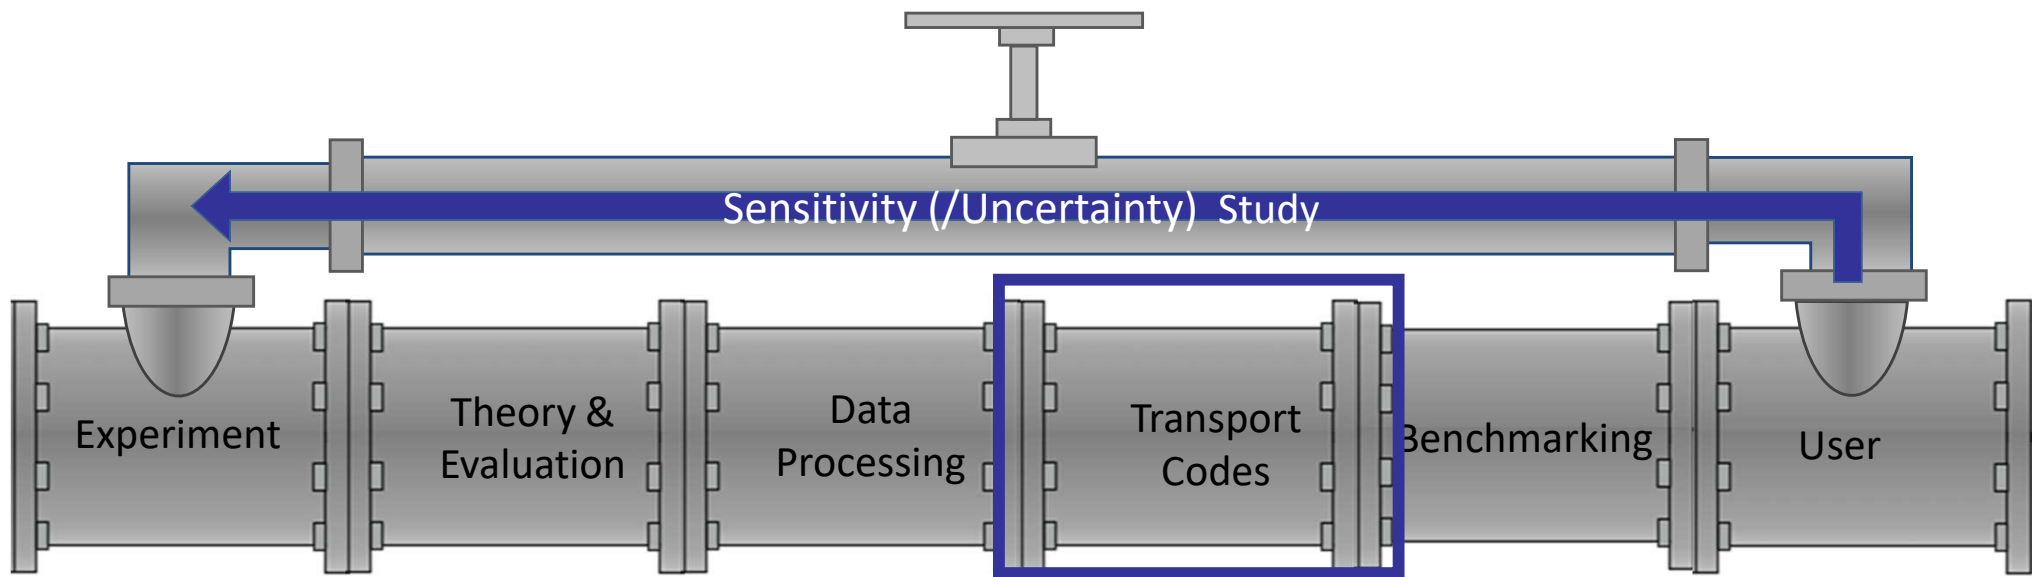 Sensitivity (/Uncertainty) Study
Experiment
Theory &
Evaluation
Data
Processing
Transport
Codes
Benchmarking
User